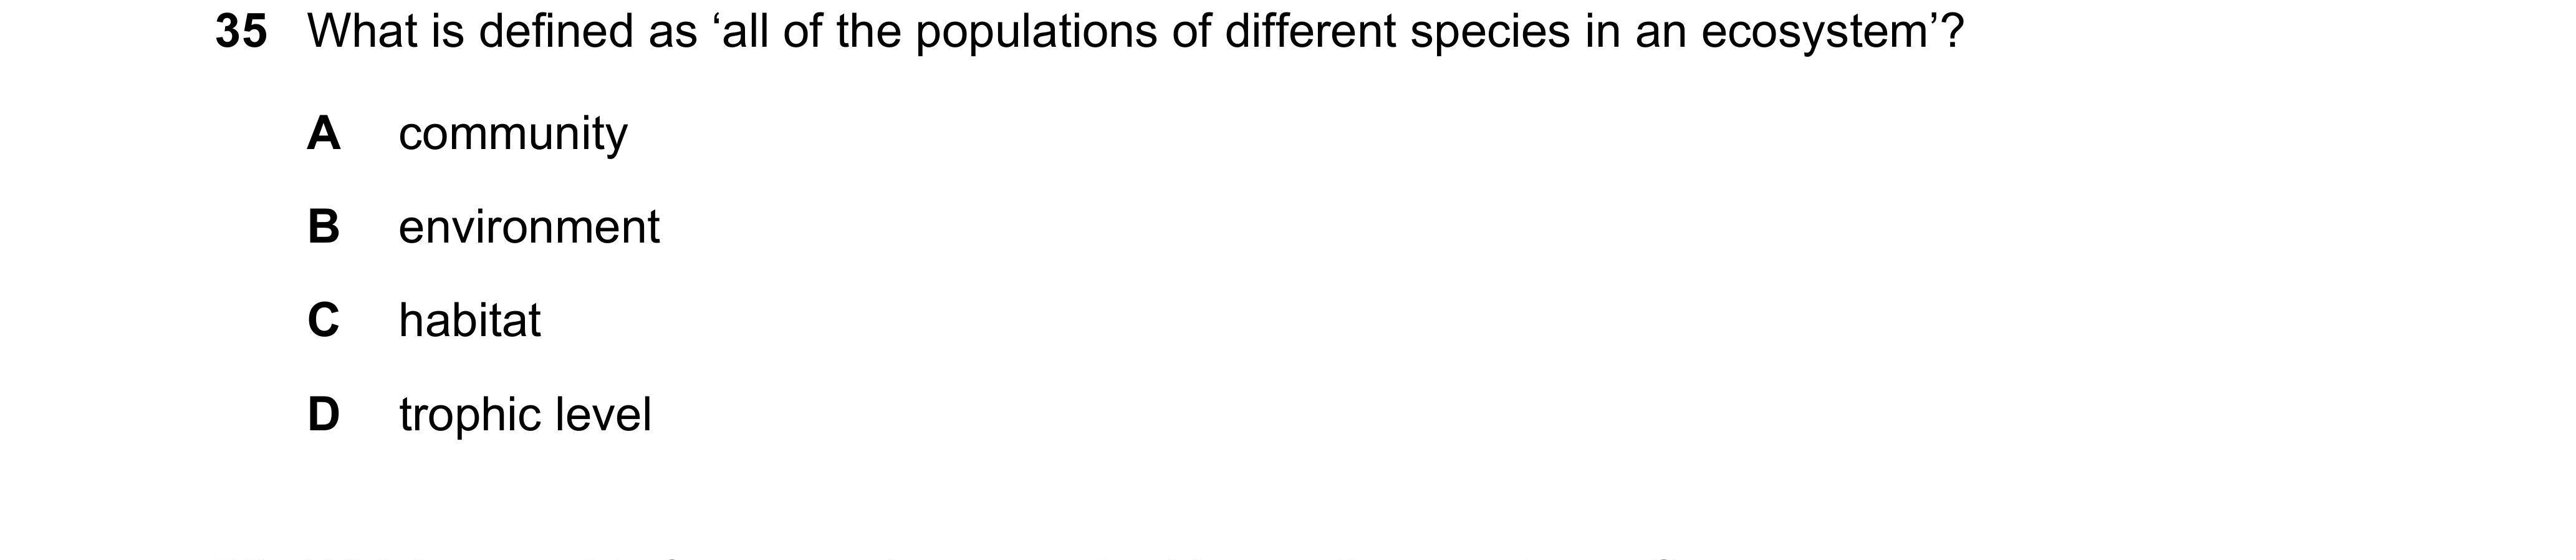 35 What is defined as ‘all of the populations of different species in an ecosystem’?
A community
B environment
C habitat
D trophic level